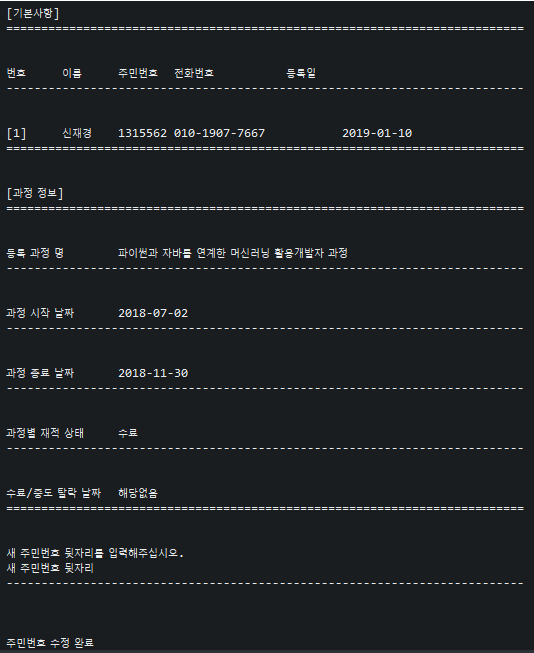 [기본사항]
==========================================================================
번호 이름 주민번호 전화번호 등록일
--------------------------------------------------------------------------
[1] 신재경 1315562 010-1907-7667 2019-01-10
==========================================================================
[과정 정보]
==========================================================================
등록 과정 명 파이썬과 자바를 연계한 머신러닝 활용개발자 과정
--------------------------------------------------------------------------
과정 시작 날짜 2018-07-02
--------------------------------------------------------------------------
과정 종료 날짜 2018-11-30
--------------------------------------------------------------------------
과정별 재적 상태 수료
--------------------------------------------------------------------------
수료/중도 탈락 날짜 해당없음
==========================================================================
새 주민번호 뒷자리를 입력해주십시오.
새 주민번호 뒷자리
--------------------------------------------------------------------------
주민번호 수정 완료